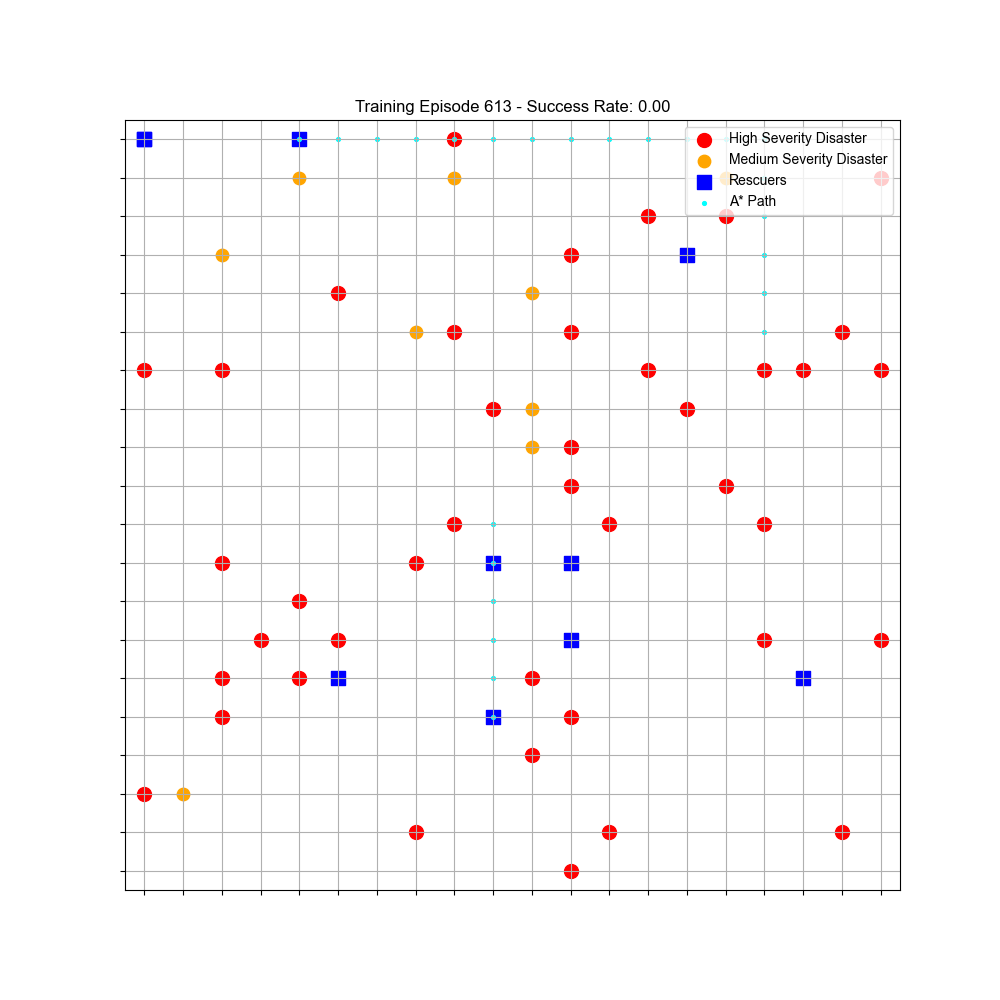 Training Episode 613 - Success Rate: 0.00
High Severity Disaster
Medium Severity Disaster
Rescuers
A* Path